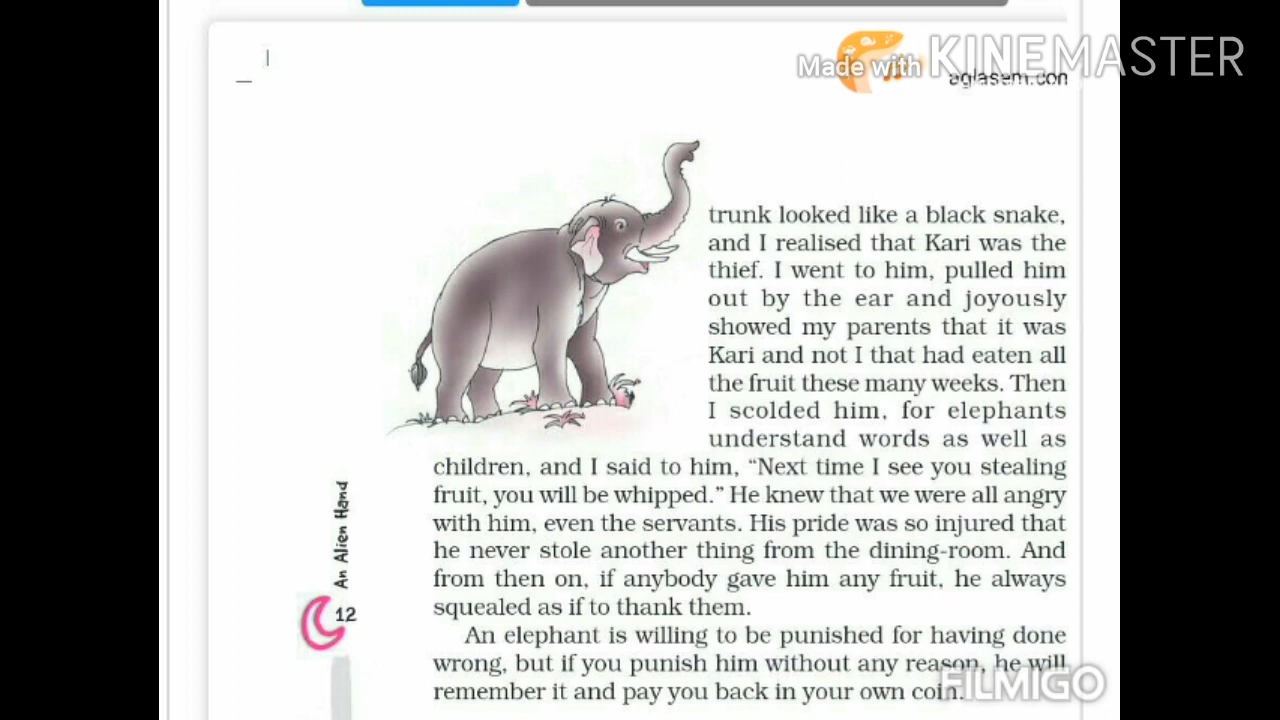 Made with KINEMASTER
aglasem.com
trunk looked like a black snake,
and I realised that Kari was the
thief. I went to him, pulled him
out by the ear and joyously
showed my parents that it was
Kari and not I that had eaten all
the fruit these many weeks. Then
I scolded him, for elephants
understand words as well as
children, and I said to him, “Next time I see you stealing
fruit, you will be whipped.” He knew that we were all angry
with him, even the servants. His pride was so injured that
he never stole another thing from the dining-room. And
from then on, if anybody gave him any fruit, he always
squealed as if to thank them.
An elephant is willing to be punished for having done
wrong, but if you punish him without any reason, he will
remember it and pay you back in your own coin.
An Alien Hand
12
FILMIGO